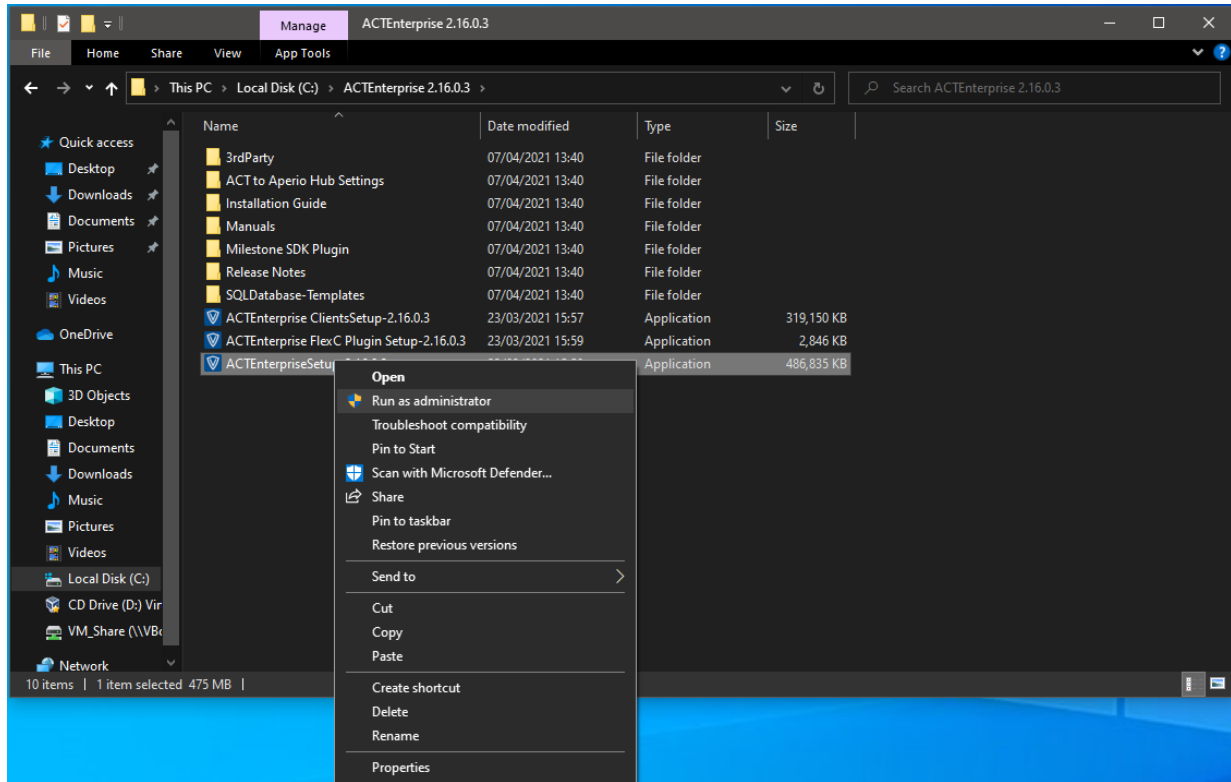 Manage
ACTEnterprise 2.16.0.3
File Home Share View App Tools
This PC Local Disk (C:) ACTEnterprise 2.16.0.3
Search ACTEnterprise 2.16.0.3
Name Date modified Type Size
Quick access
Desktop
Downloads
Documents
Pictures
Music
Videos
OneDrive
This PC
3D Objects
Desktop
Documents
Downloads
Music
Pictures
Videos
Local Disk (C:)
CD Drive (D:) Vir
VM_Share (\\VBo
Network
3rdParty 07/04/2021 13:40 File folder
ACT to Aperio Hub Settings 07/04/2021 13:40 File folder
Installation Guide 07/04/2021 13:40 File folder
Manuals 07/04/2021 13:40 File folder
Milestone SDK Plugin 07/04/2021 13:40 File folder
Release Notes 07/04/2021 13:40 File folder
SQLDatabase-Templates 07/04/2021 13:40 File folder
ACTEnterprise ClientsSetup-2.16.0.3 23/03/2021 15:57 Application 319,150 KB
ACTEnterprise FlexC Plugin Setup-2.16.0.3 23/03/2021 15:59 Application 2,846 KB
ACTEnterpriseSetup Application 486,835 KB
Open
Run as administrator
Troubleshoot compatibility
Pin to Start
Scan with Microsoft Defender...
Share
Pin to taskbar
Restore previous versions
Send to
Cut
Copy
Paste
Create shortcut
Delete
Rename
Properties
10 items 1 item selected 475 MB